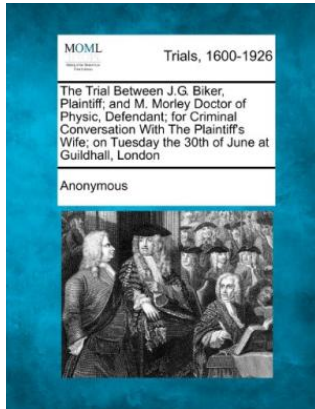 MOML
Trials, 1600-1926
The Trial Between J.G. Biker,
Plaintiff; and M. Morley Doctor of
Physic, Defendant; for Criminal
Conversation With The Plaintiff's
Wife; on Tuesday the 30th of June at
Guildhall, London
Anonymous